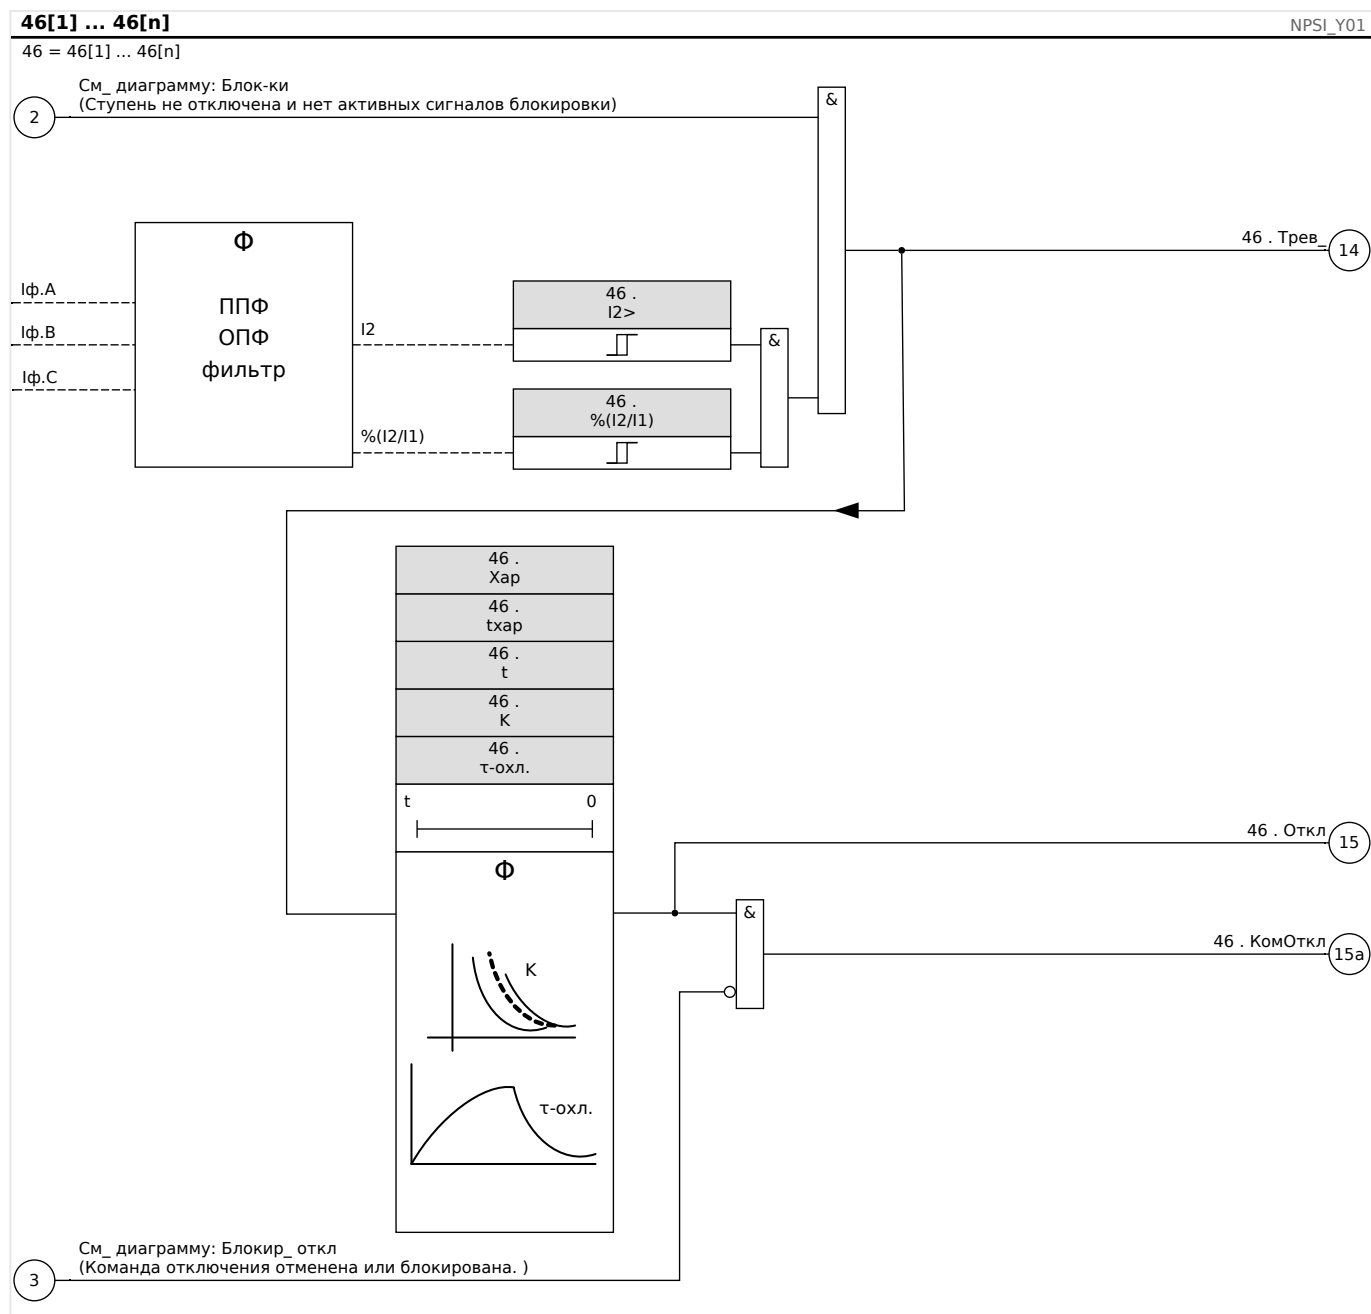 46[1] ... 46[n]
NPSI_Y01
46 = 46[1] ... 46[n]
См_ диаграмму: Блок-ки
(Ступень не отключена и нет активных сигналов блокировки)
2
&
Φ
ППФ
ОПФ
фильтр
Iф.A
Iф.B
Iф.C
I2
%(I2/I1)
46 .
I2>
46 .
%(I2/I1)
&
46 . Трев_
14
46 .
Хар
46 .
tхар
46 .
t
46 .
K
46 .
τ-охл.
t
0
Φ
K
τ-охл.
46 . Откл
15
&
46 . КомОткл
15a
См_ диаграмму: Блокир_ откл
(Команда отключения отменена или блокирована. )
3